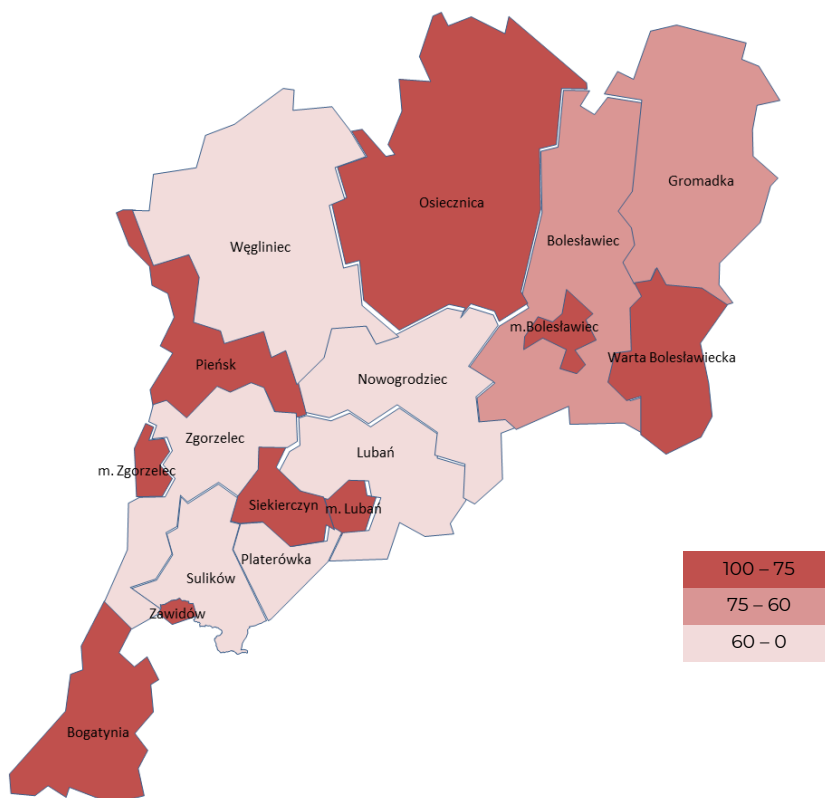 Gromadka
Osiecznica
Bolesławiec
Węgliniec
m.Bolesławiec
Warta Bolesławiecka
Pieńsk
Nowogrodziec
Zgorzelec
Lubań
m. Zgorzelec
Siekierczyn
m. Lubań
Platerówka
Sulików
Zawidów
Bogatynia
100 – 75
75 – 60
60 – 0